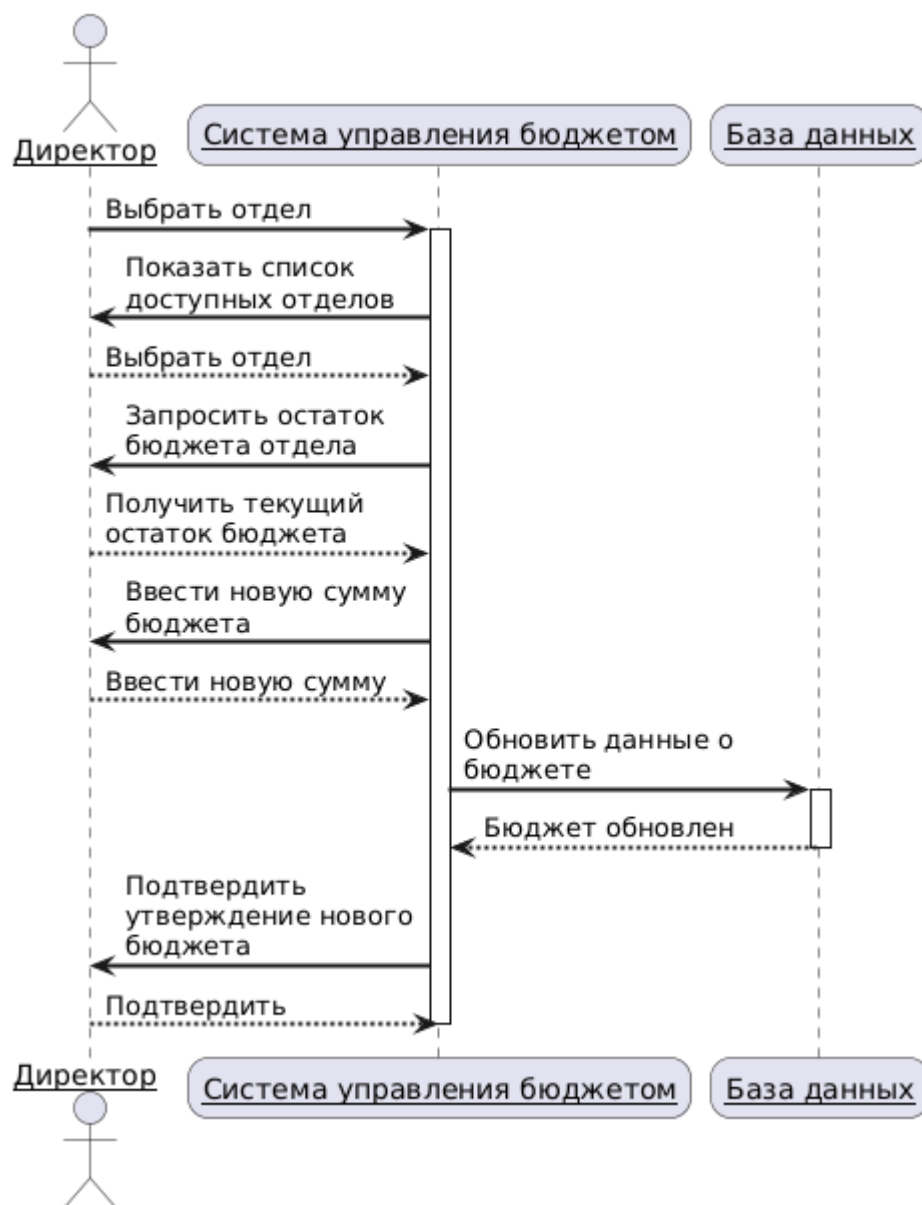 Директор
Система управления бюджетом
База данных
Выбрать отдел
Показать список
доступных отделов
Выбрать отдел
Запросить остаток
бюджета отдела
Получить текущий
остаток бюджета
Ввести новую сумму
бюджета
Ввести новую сумму
Обновить данные о
бюджете
Бюджет обновлен
Подтвердить
утверждение нового
бюджета
Подтвердить
Директор
Система управления бюджетом
База данных